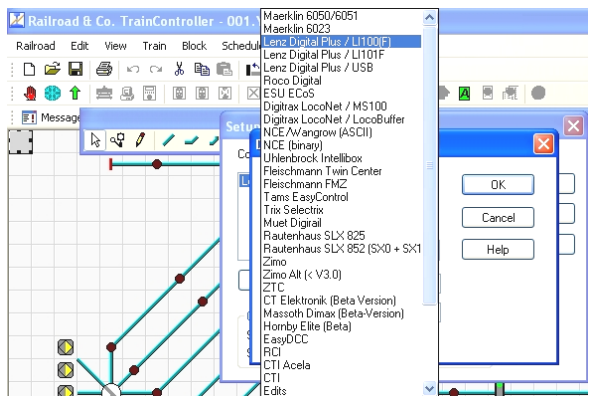 Railroad & Co. TrainController - 001.
Railroad Edit View Train Block Schedul
Message
Setup
Maerklin 6050/6051
Maerklin 6023
Lenz Digital Plus / LI100(F)
Lenz Digital Plus / LI101F
Lenz Digital Plus / USB
Roco Digital
ESU ECoS
Digitrax LocoNet / MS100
Digitrax LocoNet / LocoBuffer
NCE/Wangrow (ASCII)
NCE (binary)
Uhlenbrock Intellibox
Fleischmann Twin Center
Fleischmann FMZ
Tams EasyControl
Trix Selectrix
Muet Digirail
Rautenhaus SLX 825
Rautenhaus SLX 852 (SX0 + SX1
Zimo
Zimo Alt (< V3.0)
ZTC
CT Elektronik (Beta Version)
Massoth Dimax (Beta-Version)
Hornby Elite (Beta)
EasyDCC
RCI
CTI Acela
CTI
Edits
OK
Cancel
Help
A